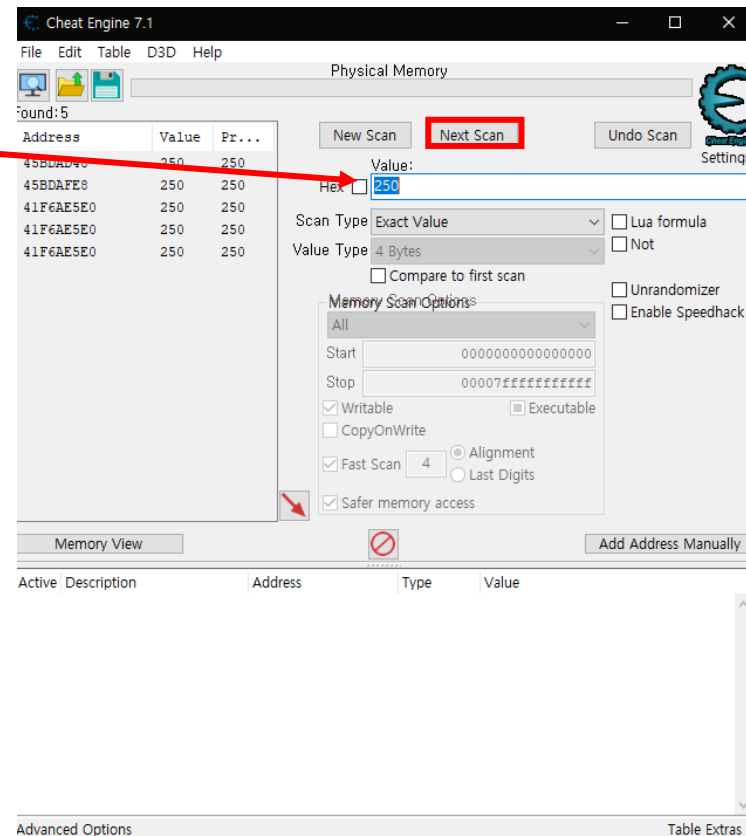 Cheat Engine 7.1
File Edit Table D3D Help
Physical Memory
Found:5
Address Value Pr...
45BDAD48 250 250
45BDAFE8 250 250
41F6AE5E0 250 250
41F6AE5E0 250 250
41F6AE5E0 250 250
New Scan Next Scan Undo Scan
Settings
Value:
Hex 250
Scan Type Exact Value
Lua formula
Value Type 4 Bytes
Not
Compare to first scan
Unrandomizer
Memory Scan Options
Enable Speedhack
All
Start 0000000000000000
Stop 00007fffffffffff
Writable Executable
CopyOnWrite
Fast Scan 4 Alignment
Last Digits
Safer memory access
Memory View Add Address Manually
Active Description Address Type Value
Advanced Options Table Extras